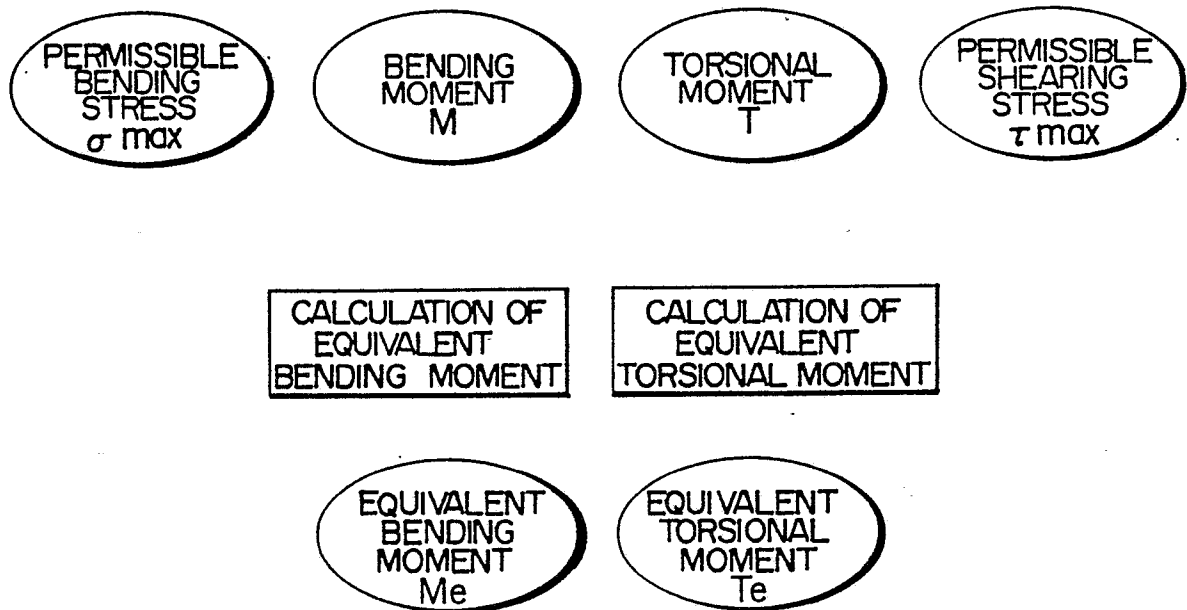 PERMISSIBLE
BENDING
STRESS
σ max
BENDING
MOMENT
M
TORSIONAL
MOMENT
T
PERMISSIBLE
SHEARING
STRESS
τ max
CALCULATION OF
EQUIVALENT
BENDING MOMENT
CALCULATION OF
EQUIVALENT
TORSIONAL MOMENT
EQUIVALENT
BENDING
MOMENT
Me
EQUIVALENT
TORSIONAL
MOMENT
Te